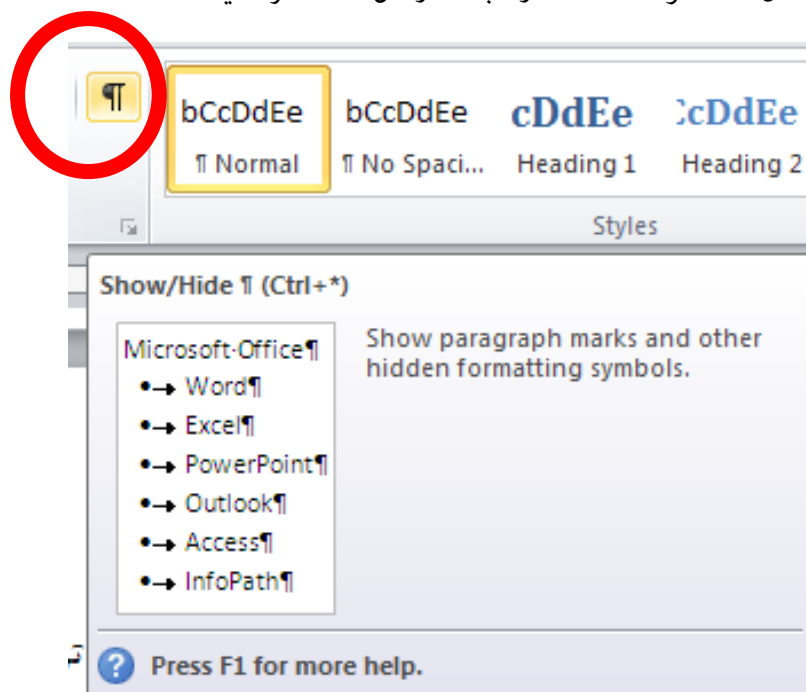 ¶
bCcDdEe bCcDdEe cDdEe CcDdEe
¶ Normal ¶ No Spaci... Heading 1 Heading 2
Styles
Show/Hide ¶ (Ctrl+*)
Microsoft·Office¶
•→ Word¶
•→ Excel¶
•→ PowerPoint¶
•→ Outlook¶
•→ Access¶
•→ InfoPath¶
Show paragraph marks and other
hidden formatting symbols.
Press F1 for more help.